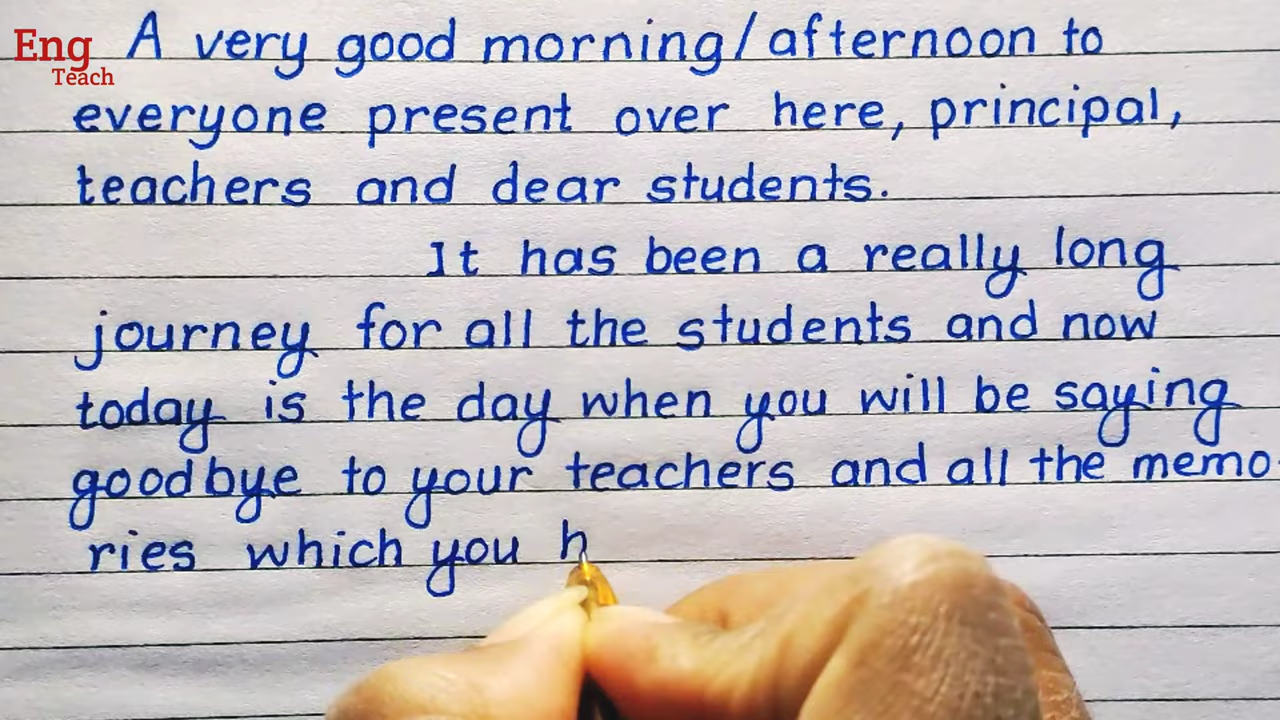 Eng
Teach
A very good morning/afternoon to
everyone present over here, principal,
teachers and dear students.
It has been a really long
journey for all the students and now
today is the day when you will be saying
goodbye to your teachers and all the memo-
ries which you h